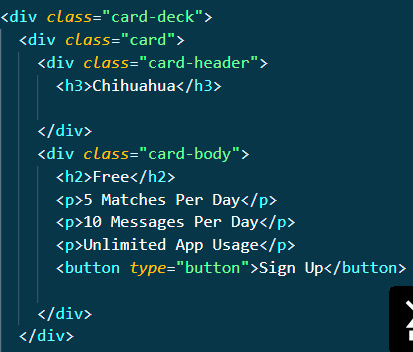 <div class="card-deck">
<div class="card">
<div class="card-header">
<h3>Chihuahua</h3>
</div>
<div class="card-body">
<h2>Free</h2>
<p>5 Matches Per Day</p>
<p>10 Messages Per Day</p>
<p>Unlimited App Usage</p>
<button type="button">Sign Up</button>
</div>
</div>